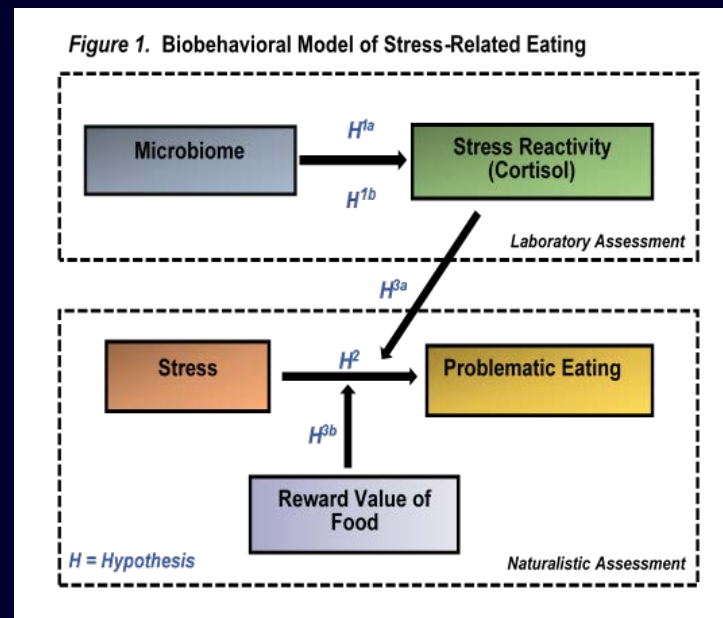 Figure 1. Biobehavioral Model of Stress-Related Eating
Microbiome
H1a
H1b
Stress Reactivity
(Cortisol)
Laboratory Assessment
H3a
Stress
H2
Problematic Eating
H3b
Reward Value of
Food
H = Hypothesis
Naturalistic Assessment